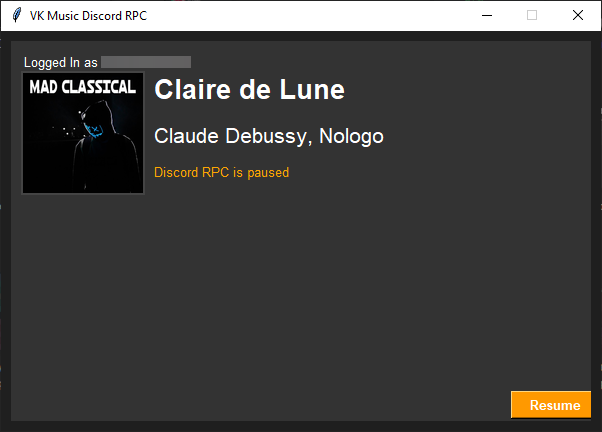 VK Music Discord RPC
Logged In as
MAD CLASSICAL
Claire de Lune
Claude Debussy, Nologo
Discord RPC is paused
Resume